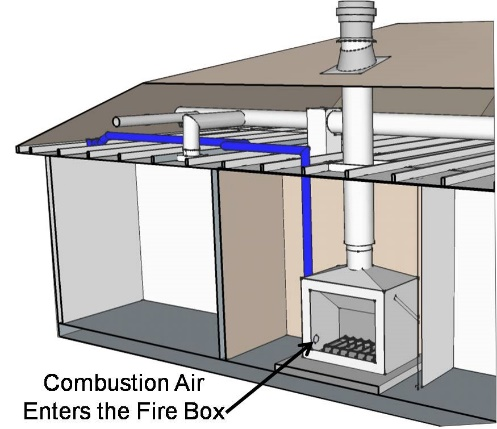 Combustion Air
Enters the Fire Box